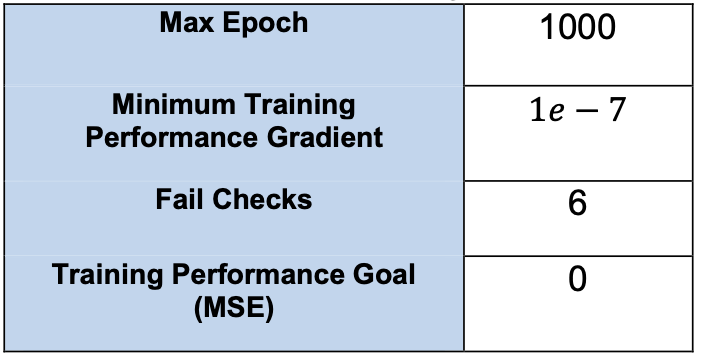 Max Epoch 1000
Minimum Training
Performance Gradient 1e − 7
Fail Checks 6
Training Performance Goal
(MSE) 0